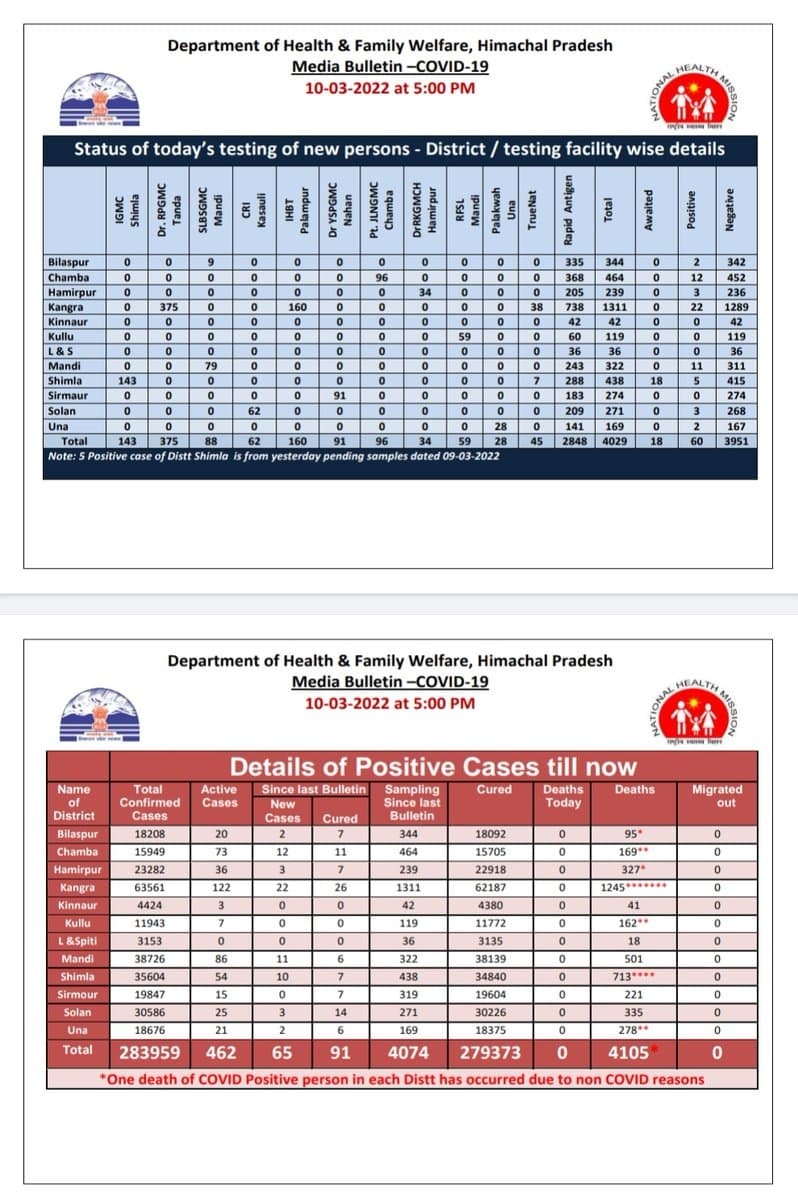 Department of Health & Family Welfare, Himachal Pradesh
Media Bulletin –COVID-19
10-03-2022 at 5:00 PM
NATIONAL HEALTH MISSION
Status of today's testing of new persons - District / testing facility wise details
IGMC Shimla Dr. RPGMC Tanda SLBSGMC Mandi CRI Kasauli IHBT Palampur Dr YSPGMC Nahan Pt. JLNGMC Chamba DrRKGMCH Hamirpur RFSL Mandi Palakwah Una TrueNat Rapid Antigen Total Awaited Positive Negative
Bilaspur 0 0 9 0 0 0 0 0 0 0 0 335 344 0 2 342
Chamba 0 0 0 0 0 0 96 0 0 0 0 368 464 0 12 452
Hamirpur 0 0 0 0 0 0 0 34 0 0 0 205 239 0 3 236
Kangra 0 375 0 0 160 0 0 0 0 0 38 738 1311 0 22 1289
Kinnaur 0 0 0 0 0 0 0 0 0 0 0 42 42 0 0 42
Kullu 0 0 0 0 0 0 0 0 59 0 0 60 119 0 0 119
L & S 0 0 0 0 0 0 0 0 0 0 0 36 36 0 0 36
Mandi 0 0 79 0 0 0 0 0 0 0 0 243 322 0 11 311
Shimla 143 0 0 0 0 0 0 0 0 0 7 288 438 18 5 415
Sirmaur 0 0 0 0 0 91 0 0 0 0 0 183 274 0 0 274
Solan 0 0 0 62 0 0 0 0 0 0 0 209 271 0 3 268
Una 0 0 0 0 0 0 0 0 0 28 0 141 169 0 2 167
Total 143 375 88 62 160 91 96 34 59 28 45 2848 4029 18 60 3951
Note: 5 Positive case of Distt Shimla is from yesterday pending samples dated 09-03-2022
Department of Health & Family Welfare, Himachal Pradesh
Media Bulletin –COVID-19
10-03-2022 at 5:00 PM
NATIONAL HEALTH MISSION
Details of Positive Cases till now
Name of District Total Confirmed Cases Active Cases Since last Bulletin New Cases Cured Sampling Since last Bulletin Cured Deaths Today Deaths Migrated out
Bilaspur 18208 20 2 7 344 18092 0 95* 0
Chamba 15949 73 12 11 464 15705 0 169** 0
Hamirpur 23282 36 3 7 239 22918 0 327* 0
Kangra 63561 122 22 26 1311 62187 0 1245******* 0
Kinnaur 4424 3 0 0 42 4380 0 41 0
Kullu 11943 7 0 0 119 11772 0 162** 0
L &Spiti 3153 0 0 0 36 3135 0 18 0
Mandi 38726 86 11 6 322 38139 0 501 0
Shimla 35604 54 10 7 438 34840 0 713**** 0
Sirmour 19847 15 0 7 319 19604 0 221 0
Solan 30586 25 3 14 271 30226 0 335 0
Una 18676 21 2 6 169 18375 0 278** 0
Total 283959 462 65 91 4074 279373 0 4105* 0
*One death of COVID Positive person in each Distt has occurred due to non COVID reasons